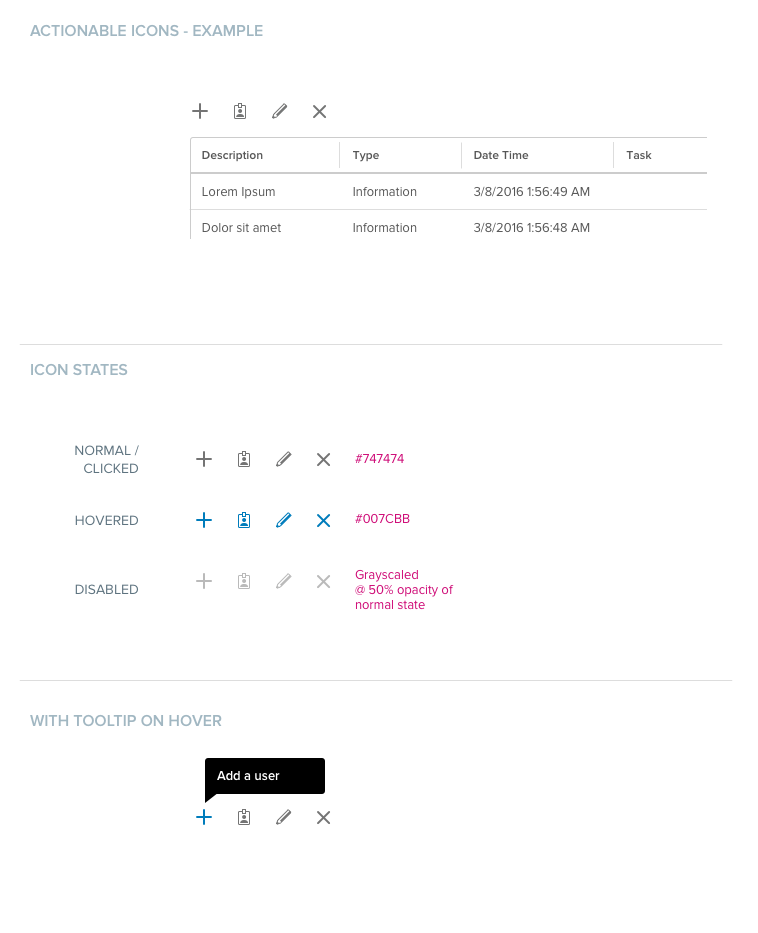 ACTIONABLE ICONS - EXAMPLE
Description Type Date Time Task
Lorem Ipsum Information 3/8/2016 1:56:49 AM
Dolor sit amet Information 3/8/2016 1:56:48 AM
ICON STATES
NORMAL /
CLICKED
#747474
HOVERED
#007CBB
DISABLED
Grayscaled
@ 50% opacity of
normal state
WITH TOOLTIP ON HOVER
Add a user